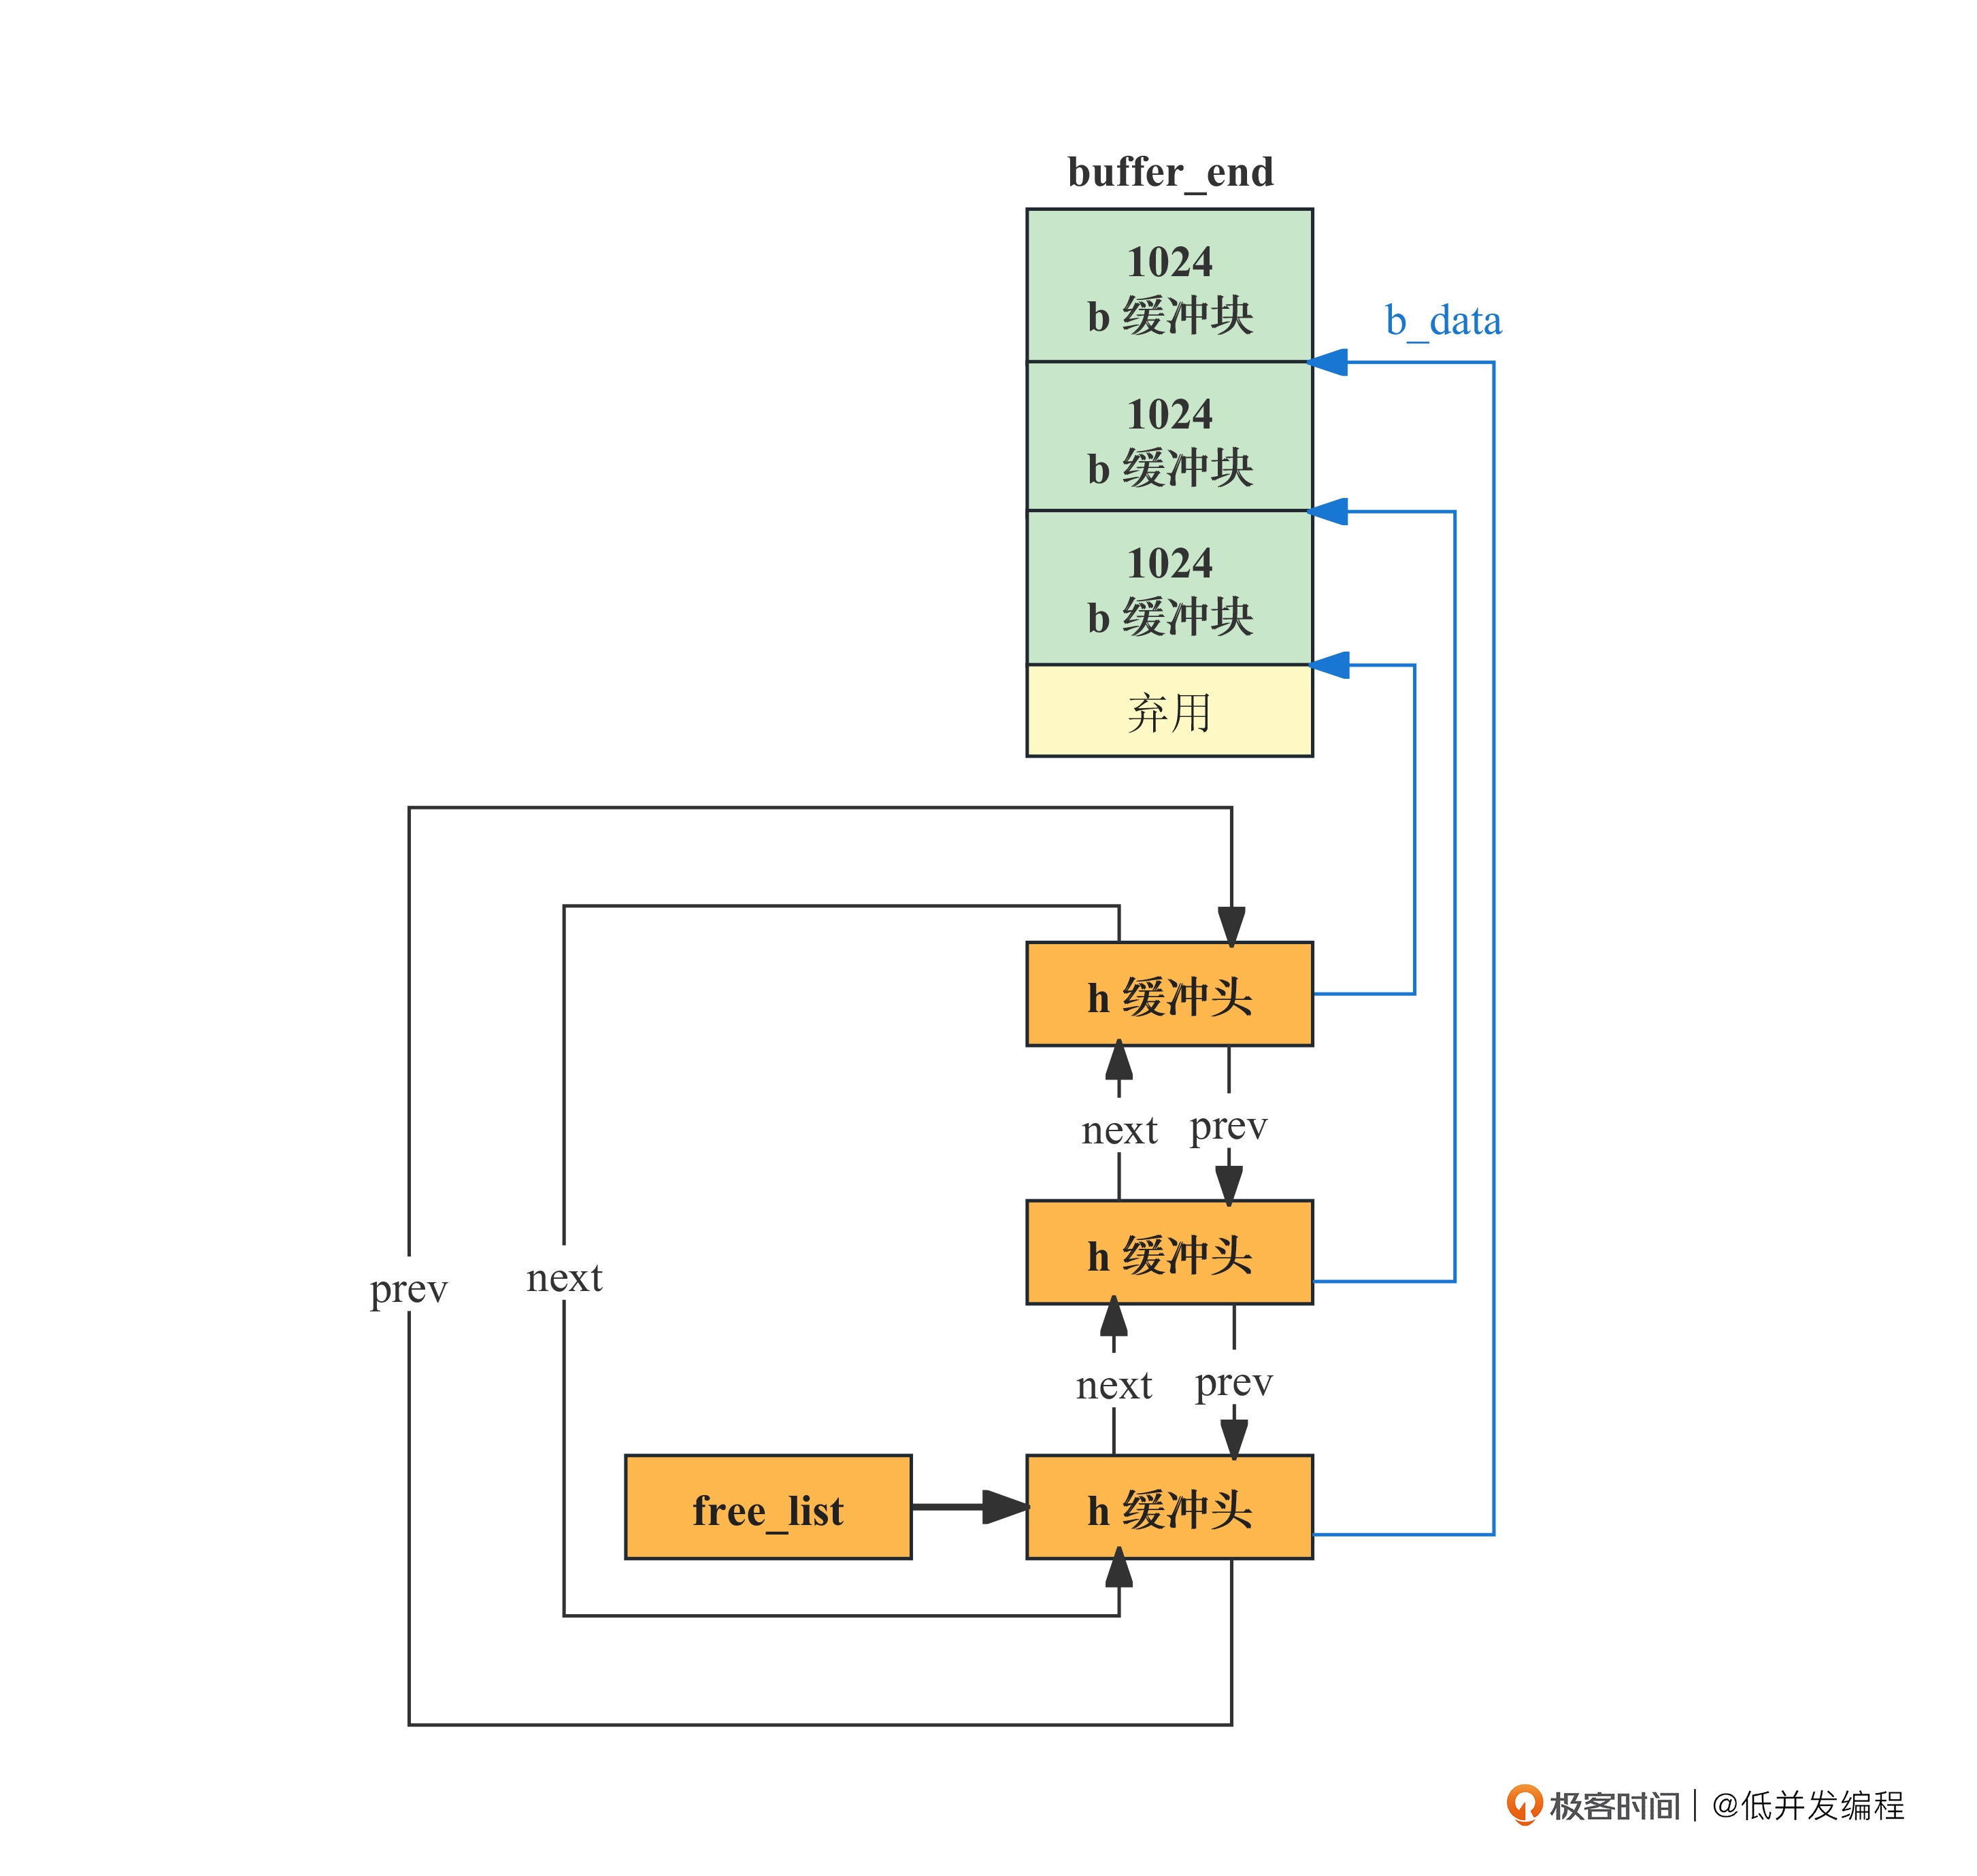 buffer_end
1024
b 缓冲块
b_data
1024
b 缓冲块
1024
b 缓冲块
弃用
h 缓冲头
next
prev
h 缓冲头
prev
next
next
prev
free_list
h 缓冲头
极客时间 | @低并发编程